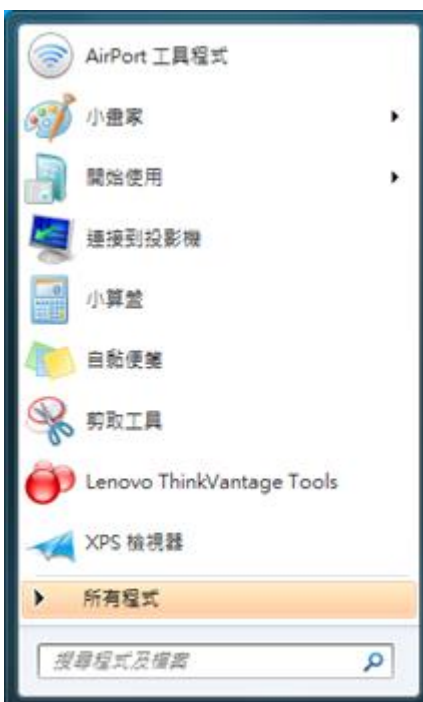 AirPort 工具程式
小畫家
開始使用
連接到投影機
小算盤
自黏便箋
剪取工具
Lenovo ThinkVantage Tools
XPS 檢視器
所有程式
搜尋程式及檔案